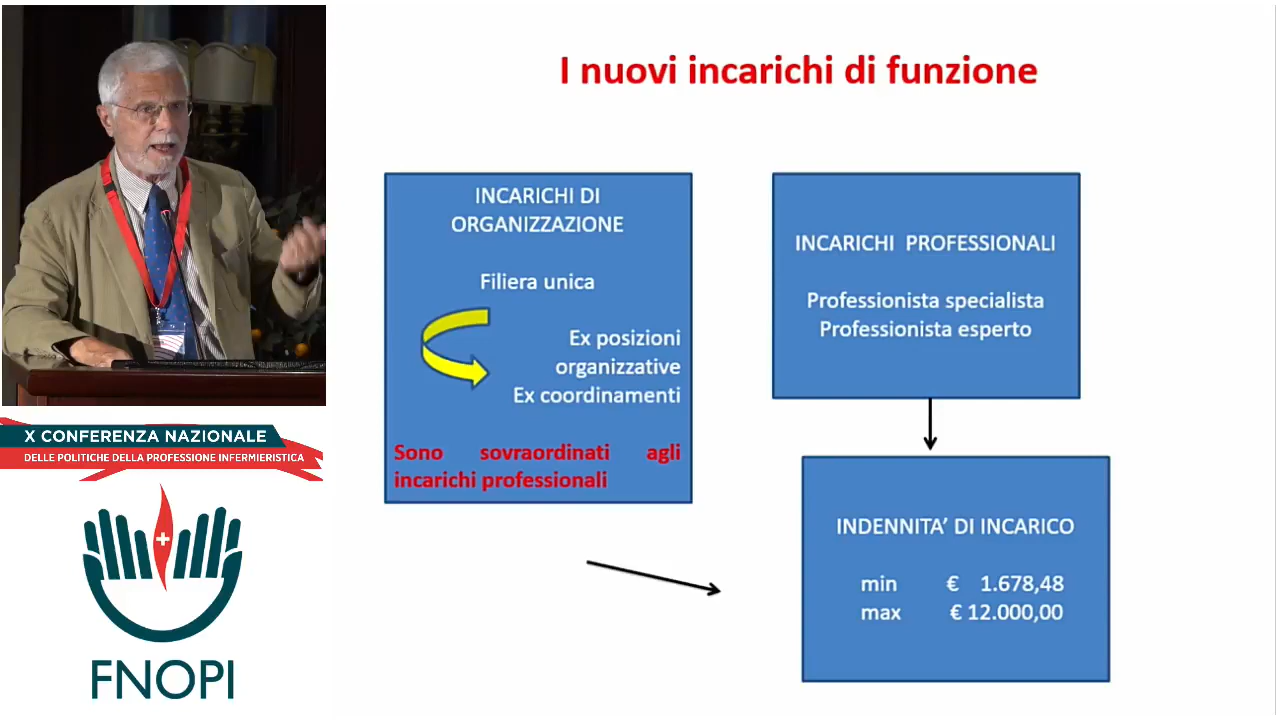 I nuovi incarichi di funzione
INCARICHI DI
ORGANIZZAZIONE
Filiera unica
Ex posizioni
organizzative
Ex coordinamenti
Sono sovraordinati agli
incarichi professionali
INCARICHI PROFESSIONALI
Professionista specialista
Professionista esperto
INDENNITA’ DI INCARICO
min € 1.678,48
max € 12.000,00
X CONFERENZA NAZIONALE
DELLE POLITICHE DELLA PROFESSIONE INFERMIERISTICA
FNOPI